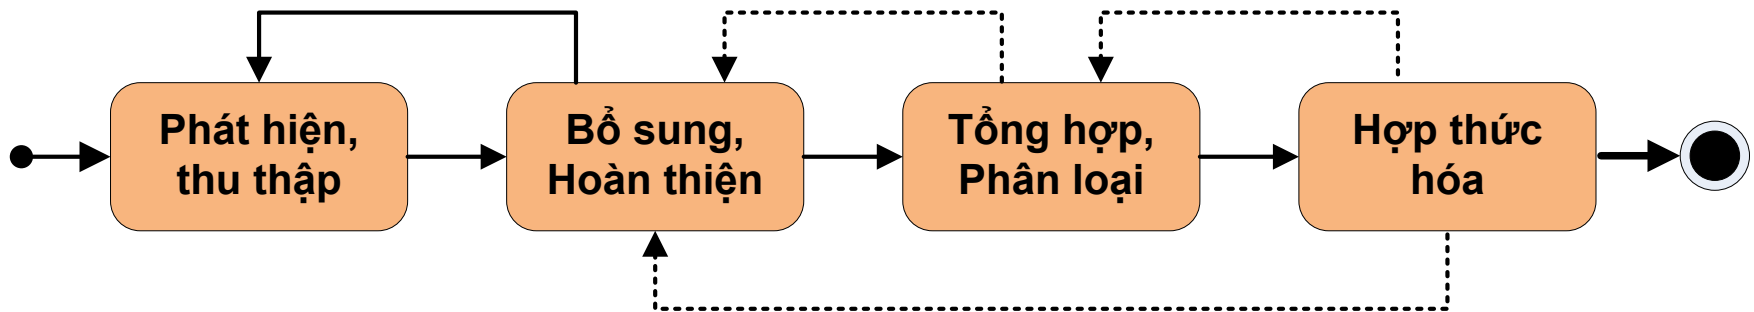 Phát hiện,
thu thập
Bổ sung,
Hoàn thiện
Tổng hợp,
Phân loại
Hợp thức
hóa